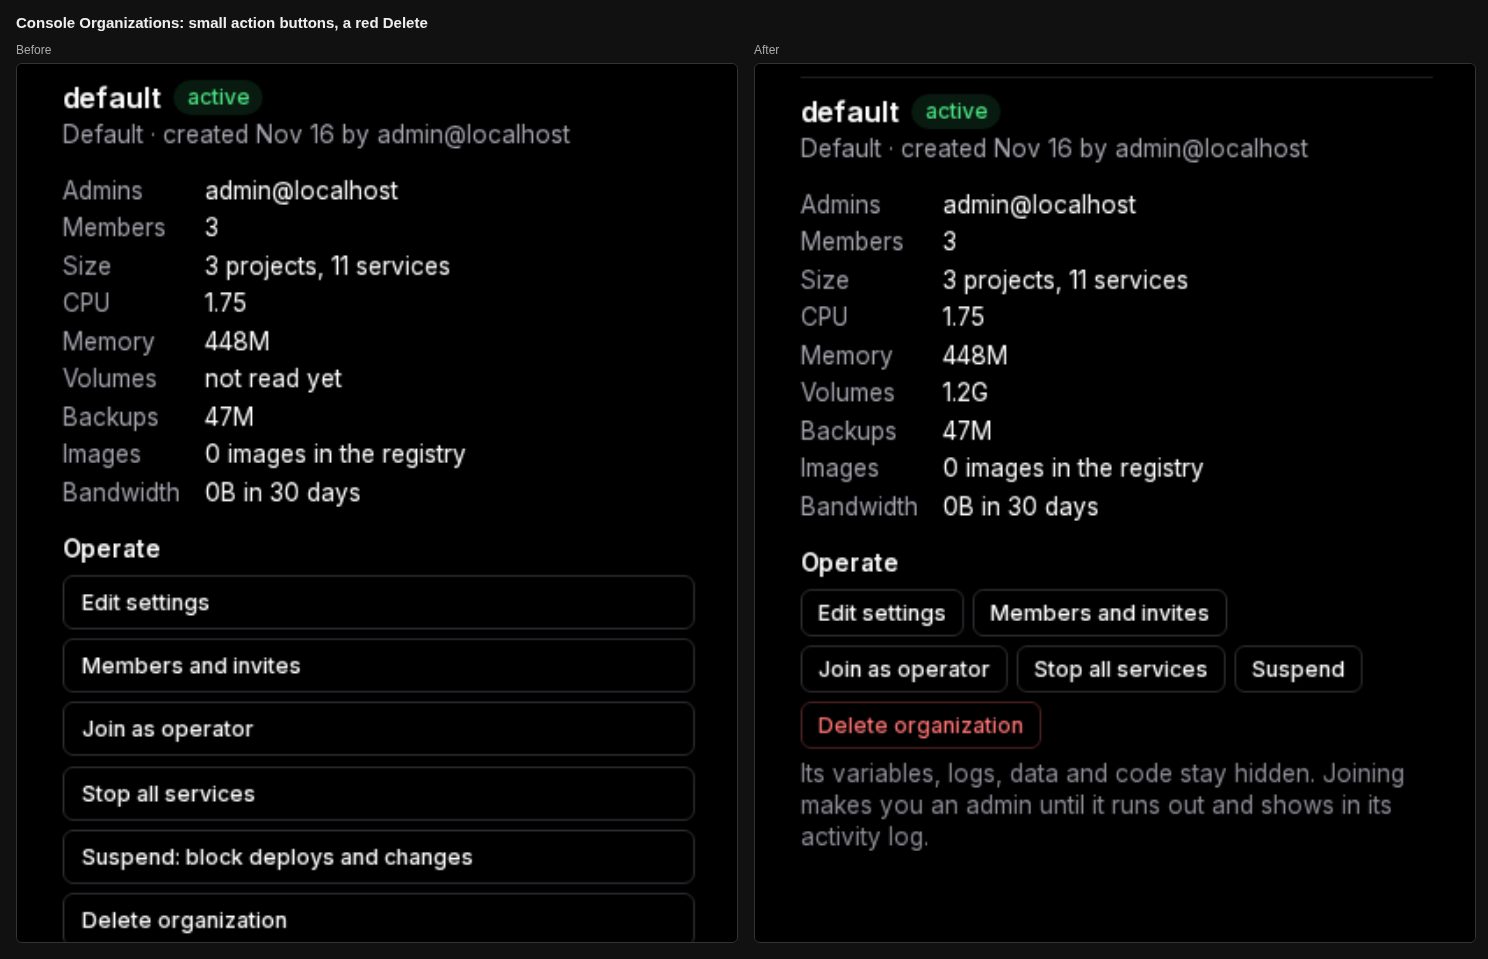 Console Organizations: small action buttons, a red Delete
Before
default active
Default · created Nov 16 by admin@localhost
Admins admin@localhost
Members 3
Size 3 projects, 11 services
CPU 1.75
Memory 448M
Volumes not read yet
Backups 47M
Images 0 images in the registry
Bandwidth 0B in 30 days
Operate
Edit settings
Members and invites
Join as operator
Stop all services
Suspend: block deploys and changes
Delete organization
After
default active
Default · created Nov 16 by admin@localhost
Admins admin@localhost
Members 3
Size 3 projects, 11 services
CPU 1.75
Memory 448M
Volumes 1.2G
Backups 47M
Images 0 images in the registry
Bandwidth 0B in 30 days
Operate
Edit settings Members and invites
Join as operator Stop all services Suspend
Delete organization
Its variables, logs, data and code stay hidden. Joining
makes you an admin until it runs out and shows in its
activity log.